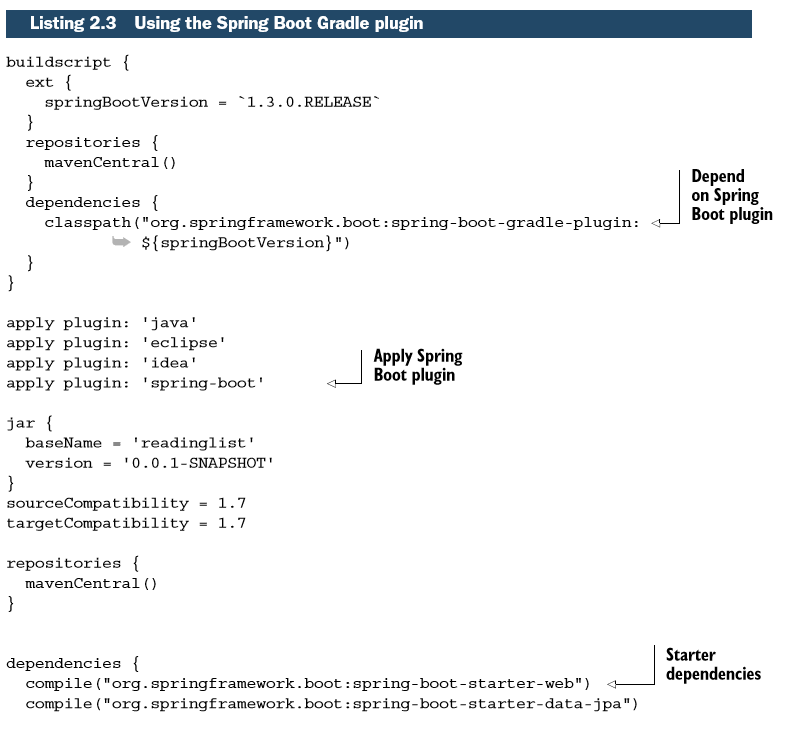 Listing 2.3 Using the Spring Boot Gradle plugin
buildscript {
  ext {
    springBootVersion = `1.3.0.RELEASE`
  }
  repositories {
    mavenCentral()
  }
  dependencies {
    classpath("org.springframework.boot:spring-boot-gradle-plugin:
➥ ${springBootVersion}")
  }
}
Depend
on Spring
Boot plugin
apply plugin: 'java'
apply plugin: 'eclipse'
apply plugin: 'idea'
apply plugin: 'spring-boot'
Apply Spring
Boot plugin
jar {
  baseName = 'readinglist'
  version = '0.0.1-SNAPSHOT'
}
sourceCompatibility = 1.7
targetCompatibility = 1.7
repositories {
  mavenCentral()
}
dependencies {
  compile("org.springframework.boot:spring-boot-starter-web")
  compile("org.springframework.boot:spring-boot-starter-data-jpa")
Starter
dependencies